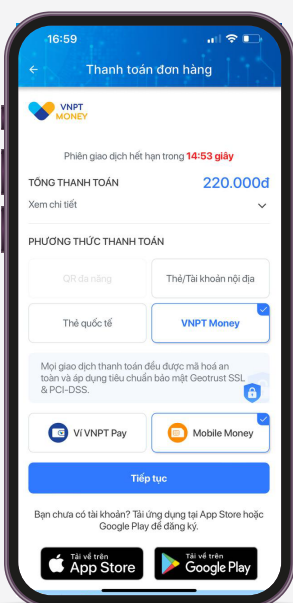 16:59
Thanh toán đơn hàng
VNPT
MONEY
Phiên giao dịch hết hạn trong 14:53 giây
TỔNG THANH TOÁN 220.000đ
Xem chi tiết
PHƯƠNG THỨC THANH TOÁN
QR đa năng Thẻ/Tài khoản nội địa
Thẻ quốc tế VNPT Money
Mọi giao dịch thanh toán đều được mã hoá an
toàn và áp dụng tiêu chuẩn bảo mật Geotrust SSL
& PCI-DSS.
Ví VNPT Pay Mobile Money
Tiếp tục
Bạn chưa có tài khoản? Tải ứng dụng tại App Store hoặc
Google Play để đăng ký.
Tải về trên Tải về trên
App Store Google Play